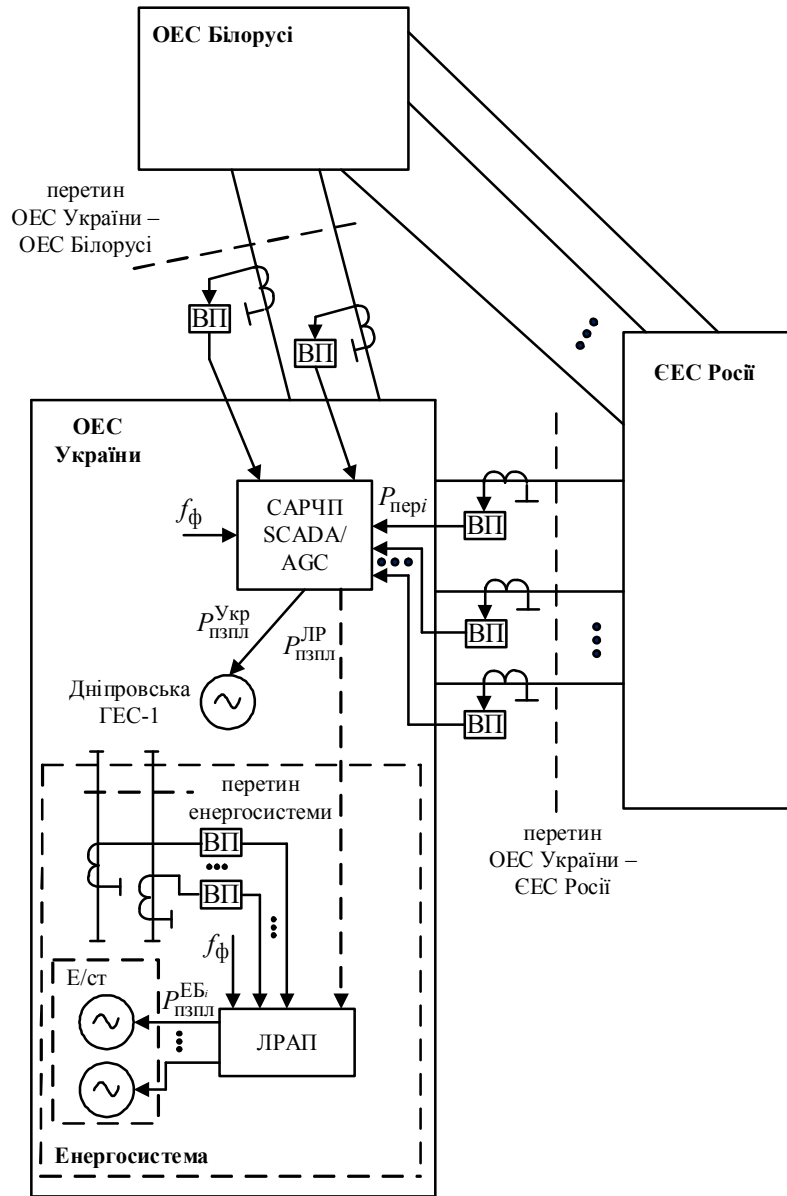 ОЕС Білорусі
перетин
ОЕС України –
ОЕС Білорусі
ВП
ВП
ЄЕС Росії
ОЕС
України
САРЧП
SCADA/
AGC
fф
Pперi
ВП
ВП
ВП
PпзплУкр
PпзплЛР
Дніпровська
ГЕС-1
перетин
енергосистеми
ВП
ВП
перетин
ОЕС України –
ЄЕС Росії
fф
Е/ст
PпзплЕБi
ЛРАП
Енергосистема